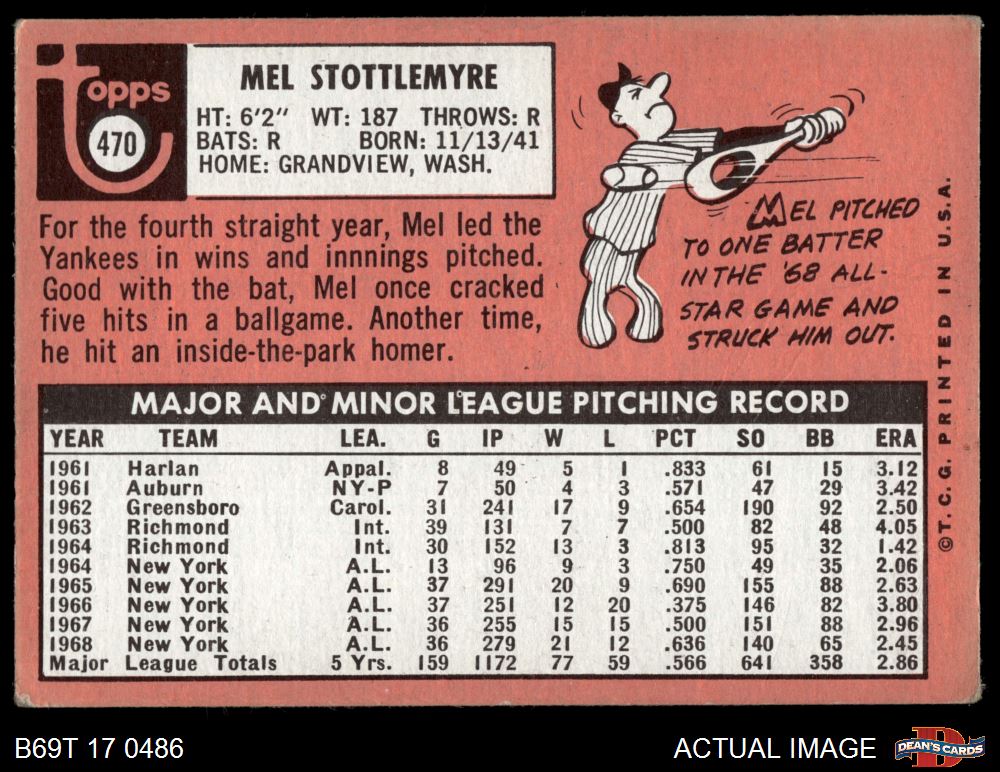 topps
470
MEL STOTTLEMYRE
HT: 6'2" WT: 187 THROWS: R
BATS: R BORN: 11/13/41
HOME: GRANDVIEW, WASH.
For the fourth straight year, Mel led the
Yankees in wins and innnings pitched.
Good with the bat, Mel once cracked
five hits in a ballgame. Another time,
he hit an inside-the-park homer.
MEL PITCHED
TO ONE BATTER
IN THE '68 ALL-
STAR GAME AND
STRUCK HIM OUT.
MAJOR AND MINOR LEAGUE PITCHING RECORD
YEAR TEAM LEA. G IP W L PCT SO BB ERA
1961 Harlan Appal. 8 49 5 1 .833 61 15 3.12
1961 Auburn NY-P 7 50 4 3 .571 47 29 3.42
1962 Greensboro Carol. 31 241 17 9 .654 190 92 2.50
1963 Richmond Int. 39 131 7 7 .500 82 48 4.05
1964 Richmond Int. 30 152 13 3 .813 95 32 1.42
1964 New York A.L. 13 96 9 3 .750 49 35 2.06
1965 New York A.L. 37 291 20 9 .690 155 88 2.63
1966 New York A.L. 37 251 12 20 .375 146 82 3.80
1967 New York A.L. 36 255 15 15 .500 151 88 2.96
1968 New York A.L. 36 279 21 12 .636 140 65 2.45
Major League Totals 5 Yrs. 159 1172 77 59 .566 641 358 2.86
©T.C.G. PRINTED IN U.S.A.
B69T 17 0486
ACTUAL IMAGE
DEAN'S CARDS